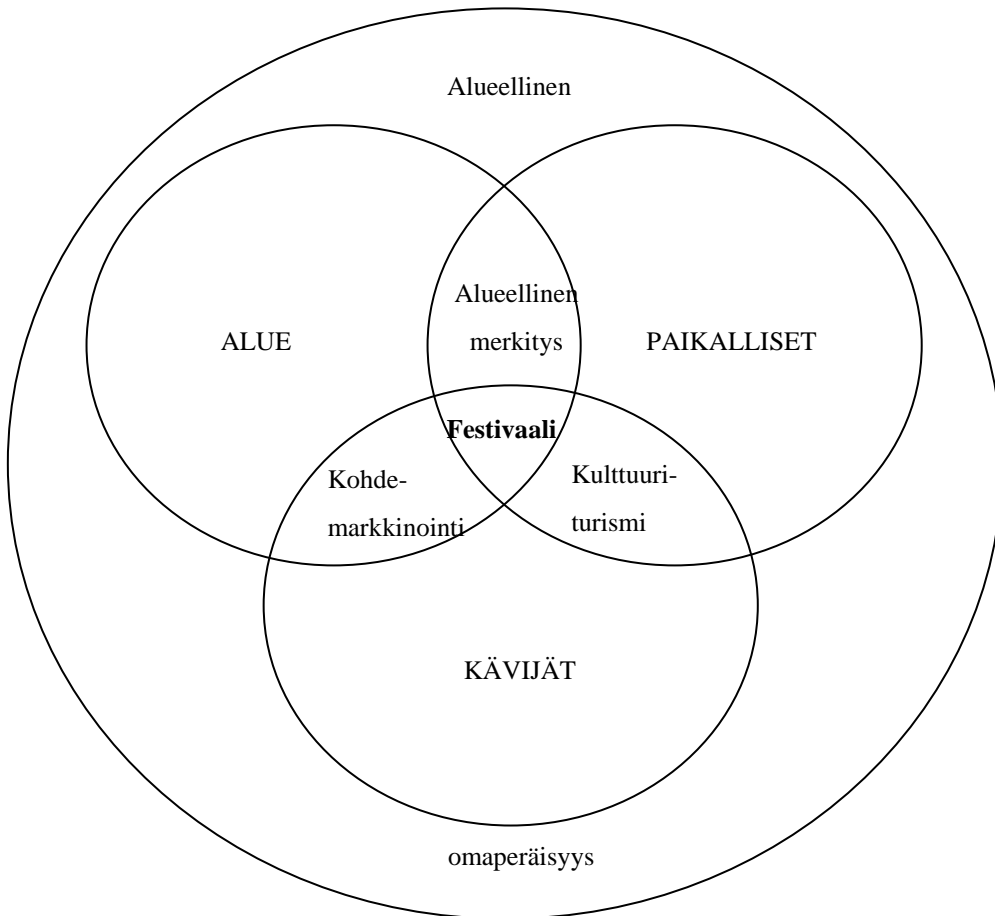 Alueellinen
Alueellinen
merkitys
ALUE
PAIKALLISET
Festivaali
Kohde-
markkinointi
Kulttuuri-
turismi
KÄVIJÄT
omaperäisyys